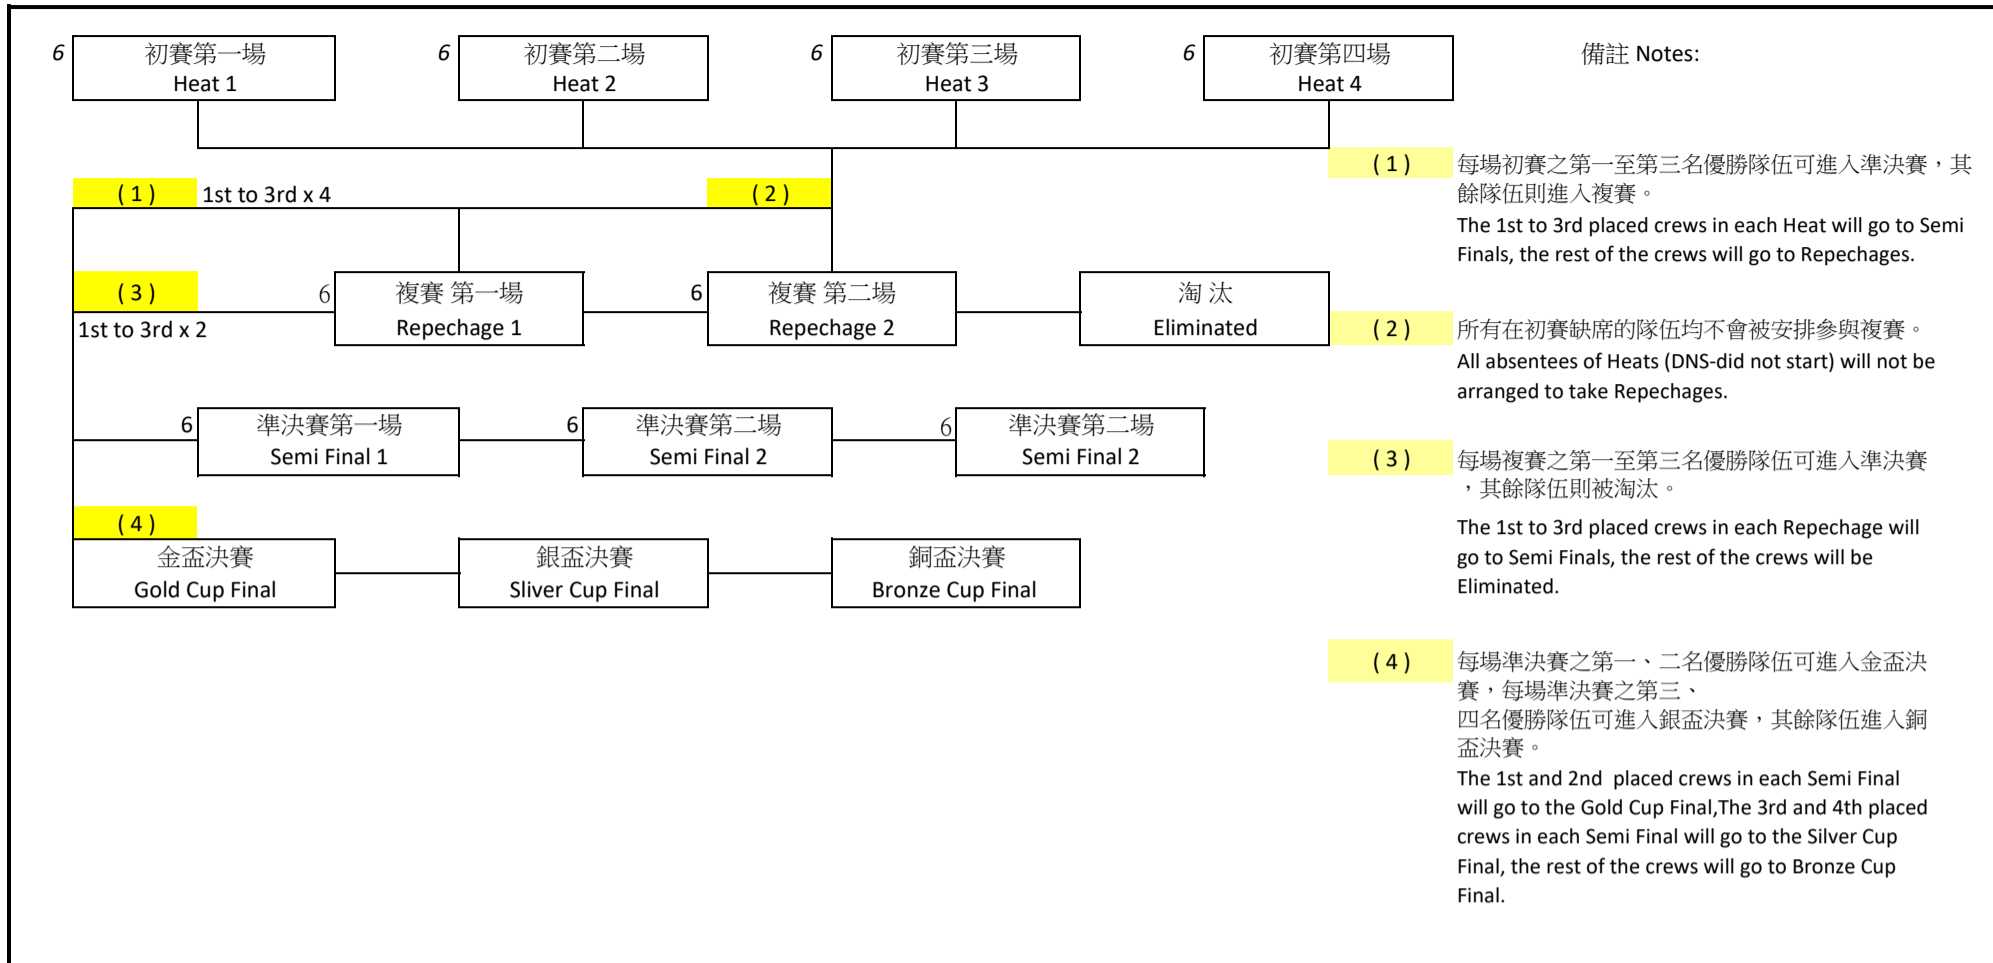 6
初賽第一場
Heat 1
6
初賽第二場
Heat 2
6
初賽第三場
Heat 3
6
初賽第四場
Heat 4
備註 Notes:
( 1 )
1st to 3rd x 4
( 2 )
( 3 )
1st to 3rd x 2
6
複賽 第一場
Repechage 1
6
複賽 第二場
Repechage 2
淘 汰
Eliminated
6
準決賽第一場
Semi Final 1
6
準決賽第二場
Semi Final 2
6
準決賽第二場
Semi Final 2
( 4 )
金盃決賽
Gold Cup Final
銀盃決賽
Sliver Cup Final
銅盃決賽
Bronze Cup Final
( 1 )
每場初賽之第一至第三名優勝隊伍可進入準決賽，其
餘隊伍則進入複賽。
The 1st to 3rd placed crews in each Heat will go to Semi
Finals, the rest of the crews will go to Repechages.
( 2 )
所有在初賽缺席的隊伍均不會被安排參與複賽。
All absentees of Heats (DNS-did not start) will not be
arranged to take Repechages.
( 3 )
每場複賽之第一至第三名優勝隊伍可進入準決賽
，其餘隊伍則被淘汰。
The 1st to 3rd placed crews in each Repechage will
go to Semi Finals, the rest of the crews will be
Eliminated.
( 4 )
每場準決賽之第一、二名優勝隊伍可進入金盃決
賽，每場準決賽之第三、
四名優勝隊伍可進入銀盃決賽，其餘隊伍進入銅
盃決賽。
The 1st and 2nd  placed crews in each Semi Final
will go to the Gold Cup Final,The 3rd and 4th placed
crews in each Semi Final will go to the Silver Cup
Final, the rest of the crews will go to Bronze Cup
Final.